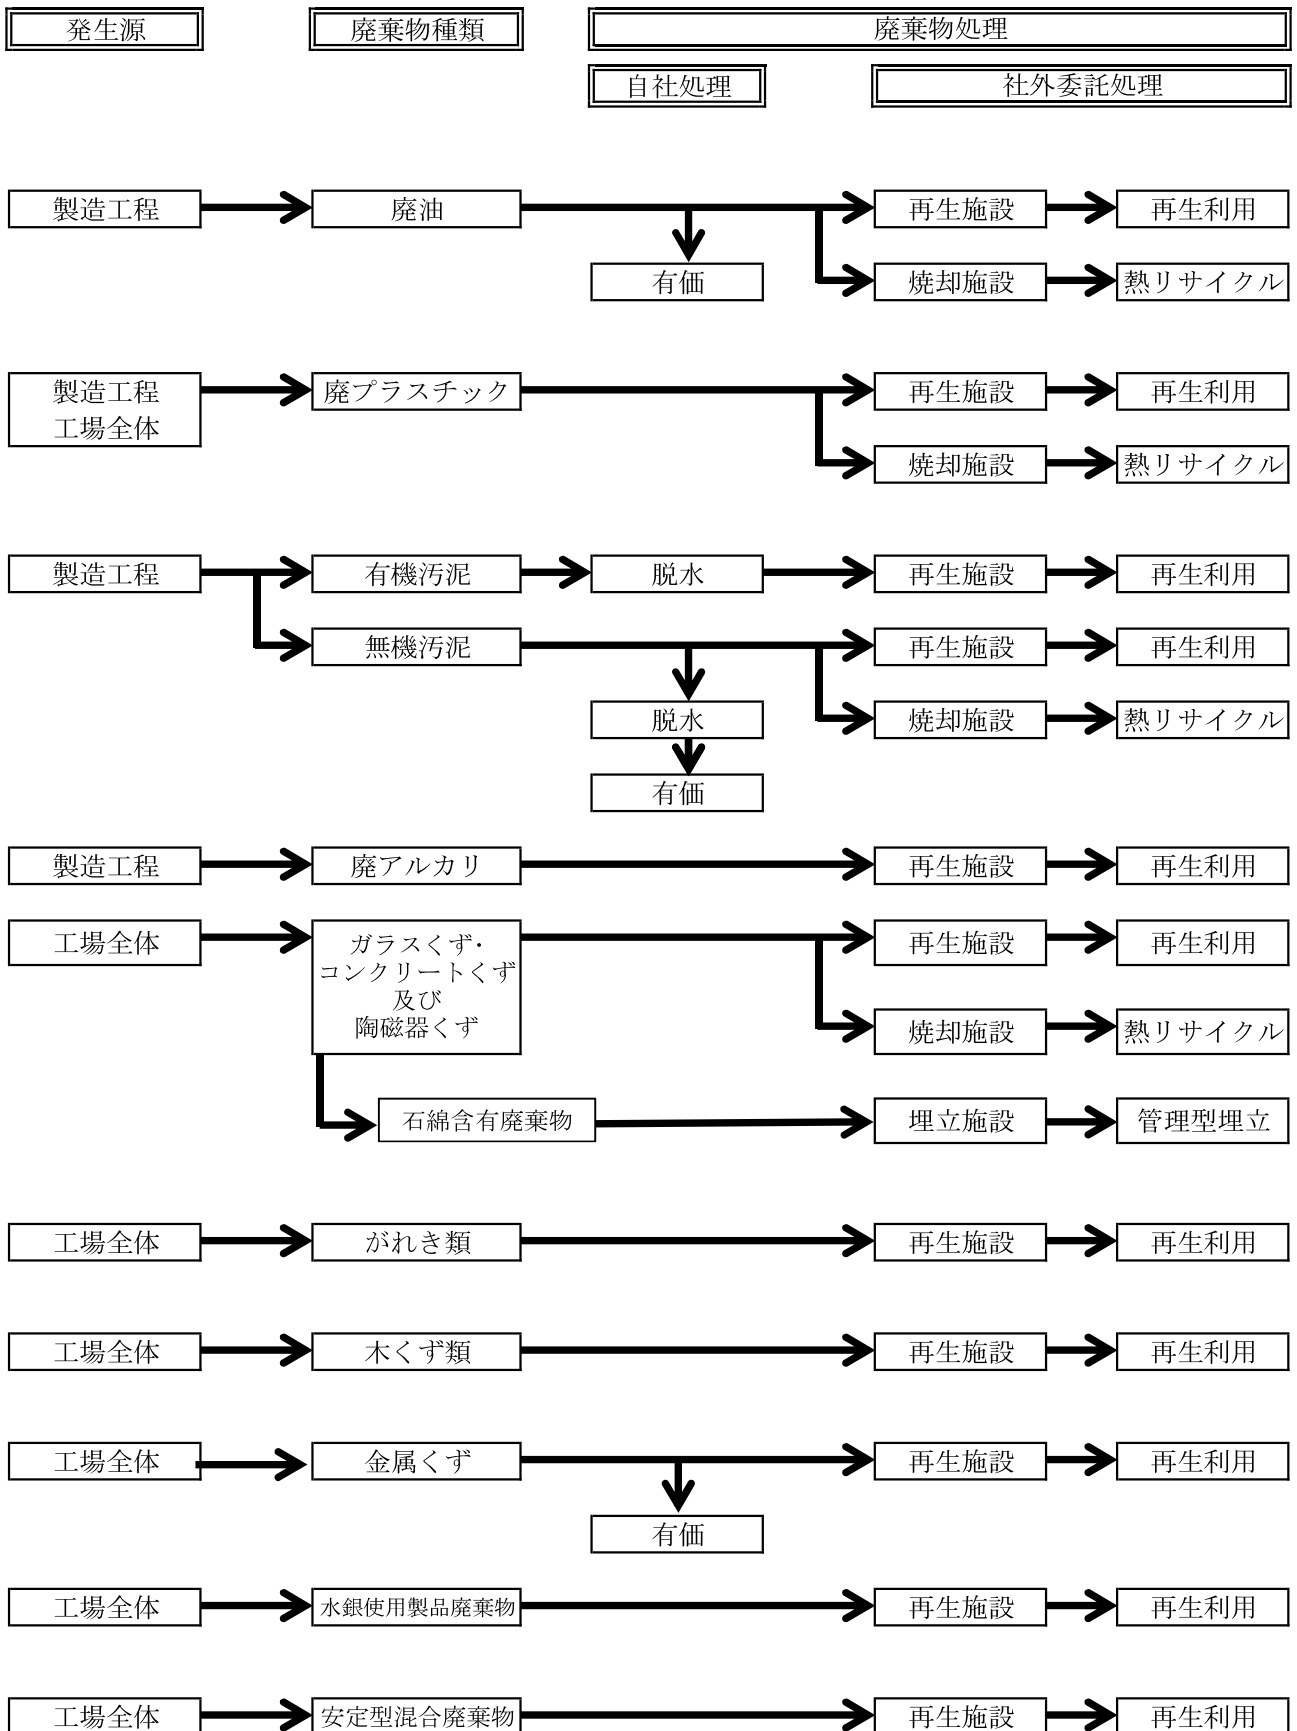 発生源
廃棄物種類
廃棄物処理
自社処理
社外委託処理
製造工程
廃油
再生施設
再生利用
有価
焼却施設
熱リサイクル
製造工程
工場全体
廃プラスチック
再生施設
再生利用
焼却施設
熱リサイクル
製造工程
有機汚泥
脱水
再生施設
再生利用
無機汚泥
再生施設
再生利用
脱水
焼却施設
熱リサイクル
有価
製造工程
廃アルカリ
再生施設
再生利用
工場全体
ガラスくず・
コンクリートくず
及び
陶磁器くず
再生施設
再生利用
焼却施設
熱リサイクル
石綿含有廃棄物
埋立施設
管理型埋立
工場全体
がれき類
再生施設
再生利用
工場全体
木くず類
再生施設
再生利用
工場全体
金属くず
再生施設
再生利用
有価
工場全体
水銀使用製品廃棄物
再生施設
再生利用
工場全体
安定型混合廃棄物
再生施設
再生利用